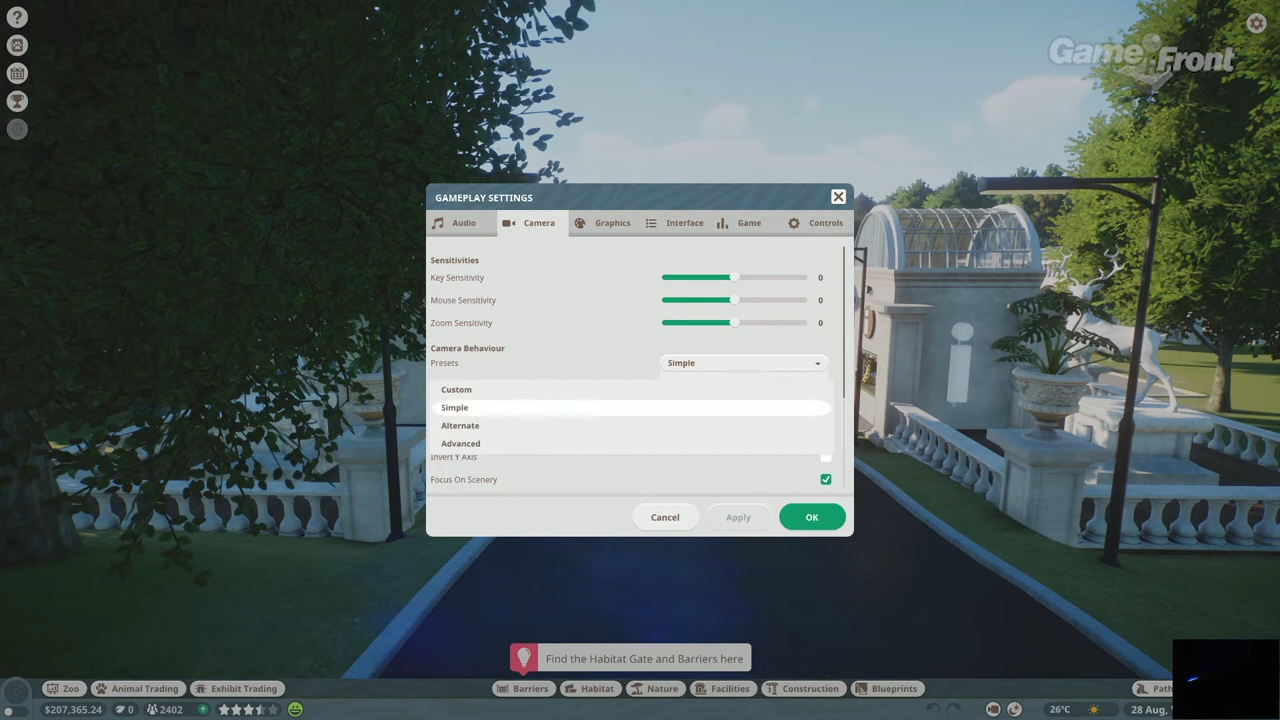 ?
Game Front
GAMEPLAY SETTINGS
Audio
Camera
Graphics
Interface
Game
Controls
Sensitivities
Key Sensitivity 0
Mouse Sensitivity 0
Zoom Sensitivity 0
Camera Behaviour
Presets Simple
Custom
Simple
Alternate
Advanced
Invert Y Axis
Focus On Scenery
Cancel
Apply
OK
Find the Habitat Gate and Barriers here
Zoo
Animal Trading
Exhibit Trading
Barriers
Habitat
Nature
Facilities
Construction
Blueprints
Path
$207,365.24
0
2402
26°C
28 Aug,